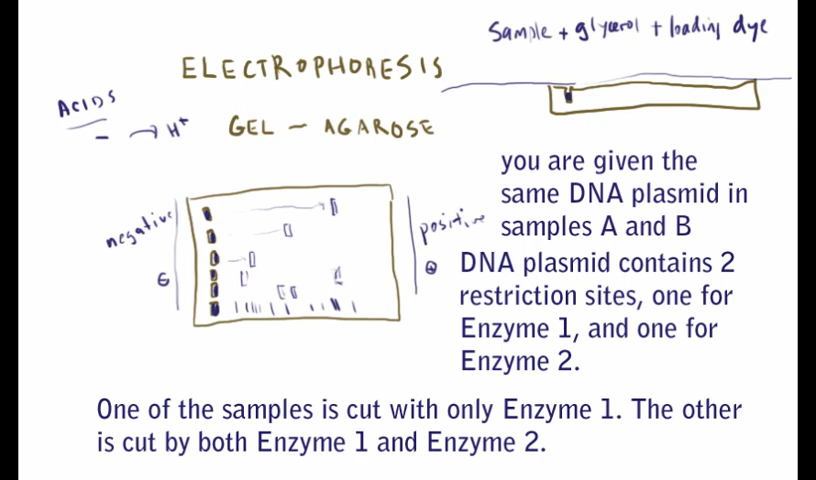 Sample + glycerol + loading dye
ELECTROPHORESIS
ACIDS
- → H+
GEL - AGAROSE
negative
positive
you are given the
same DNA plasmid in
samples A and B
DNA plasmid contains 2
restriction sites, one for
Enzyme 1, and one for
Enzyme 2.
One of the samples is cut with only Enzyme 1. The other
is cut by both Enzyme 1 and Enzyme 2.